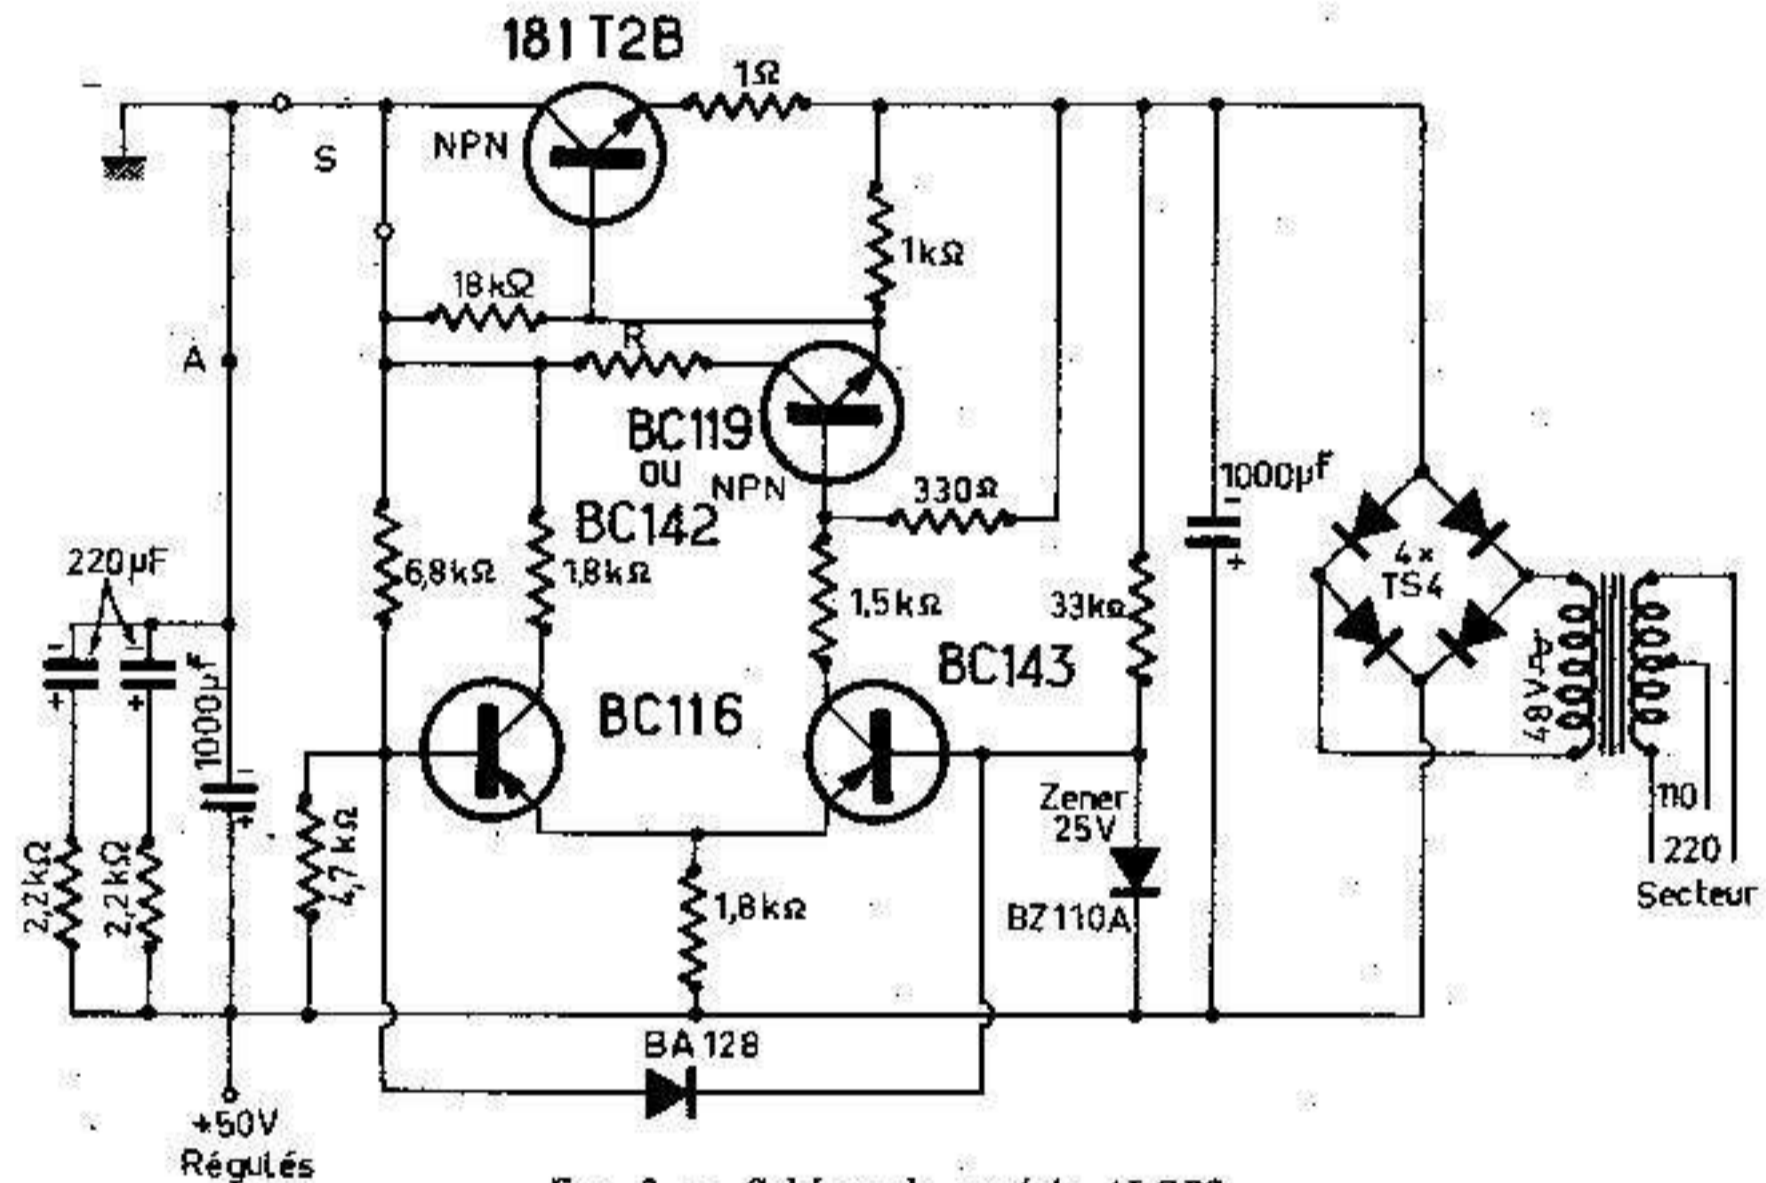 181 T2B
1Ω
NPN
S
1kΩ
18kΩ
R
A
BC119
ou
NPN
BC142
330Ω
1000µF
-
+
220µF
6,8kΩ
1,8kΩ
1,5kΩ
33kΩ
4×
TS4
48V
BC116
BC143
-
+
-
+
1000µF
-
+
2,2kΩ
2,2kΩ
4,7kΩ
1,8kΩ
Zener
25V
BZ110A
110
220
Secteur
BA 128
+50V
Régulés